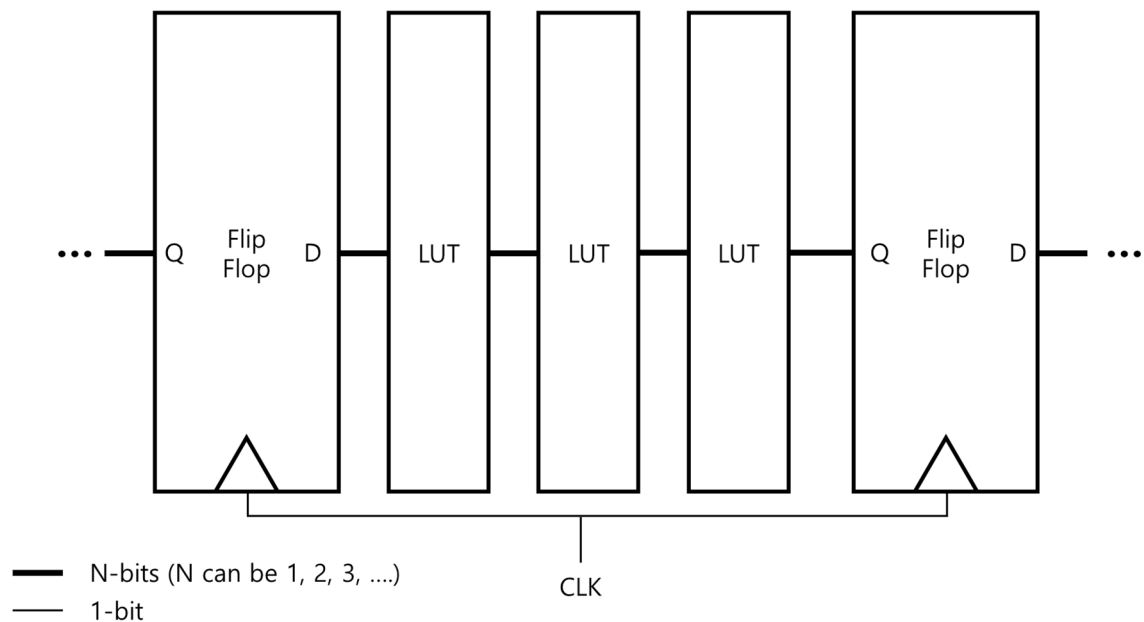 ... Q Flip Flop D LUT LUT LUT Q Flip Flop D ...
N-bits (N can be 1, 2, 3, ....)
CLK
1-bit